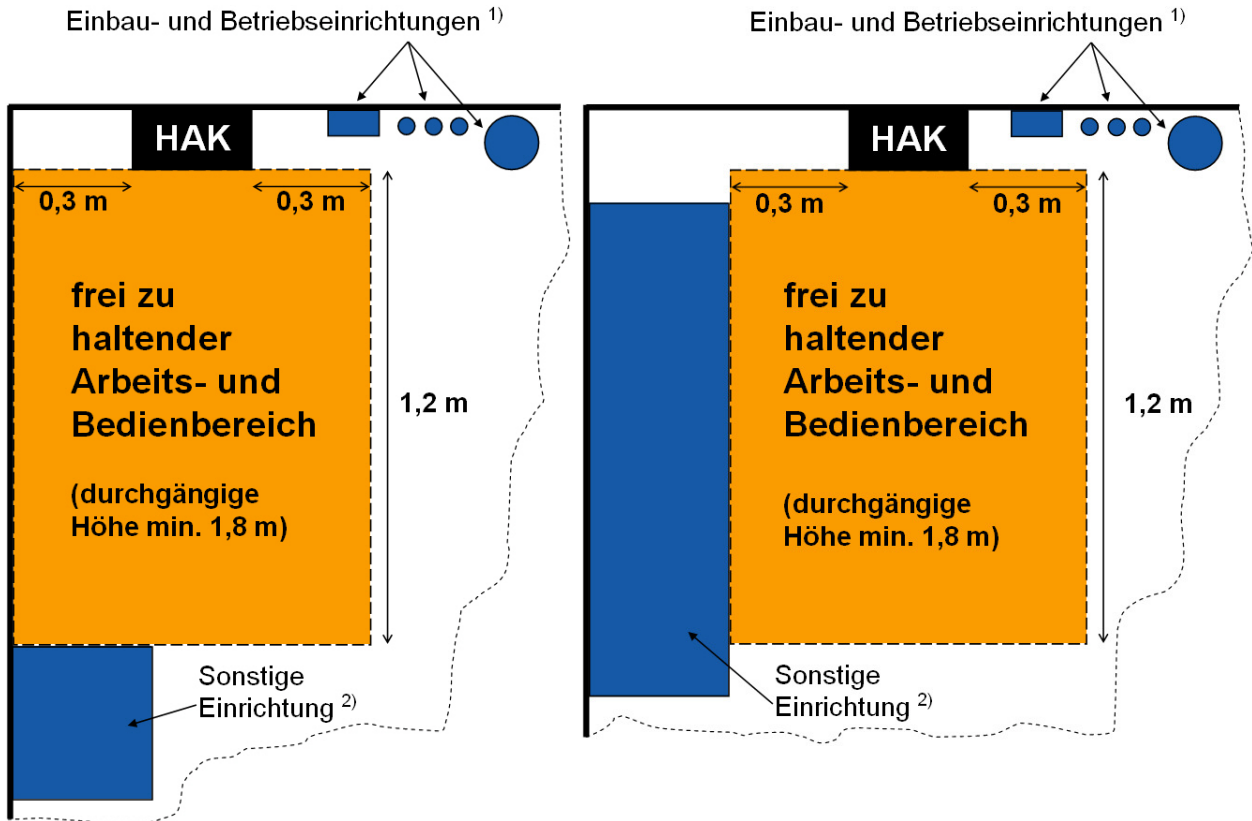 Einbau- und Betriebseinrichtungen 1)
HAK
0,3 m
0,3 m
frei zu
haltender
Arbeits- und
Bedienbereich
(durchgängige
Höhe min. 1,8 m)
1,2 m
Sonstige
Einrichtung 2)
Einbau- und Betriebseinrichtungen 1)
HAK
0,3 m
0,3 m
frei zu
haltender
Arbeits- und
Bedienbereich
(durchgängige
Höhe min. 1,8 m)
1,2 m
Sonstige
Einrichtung 2)